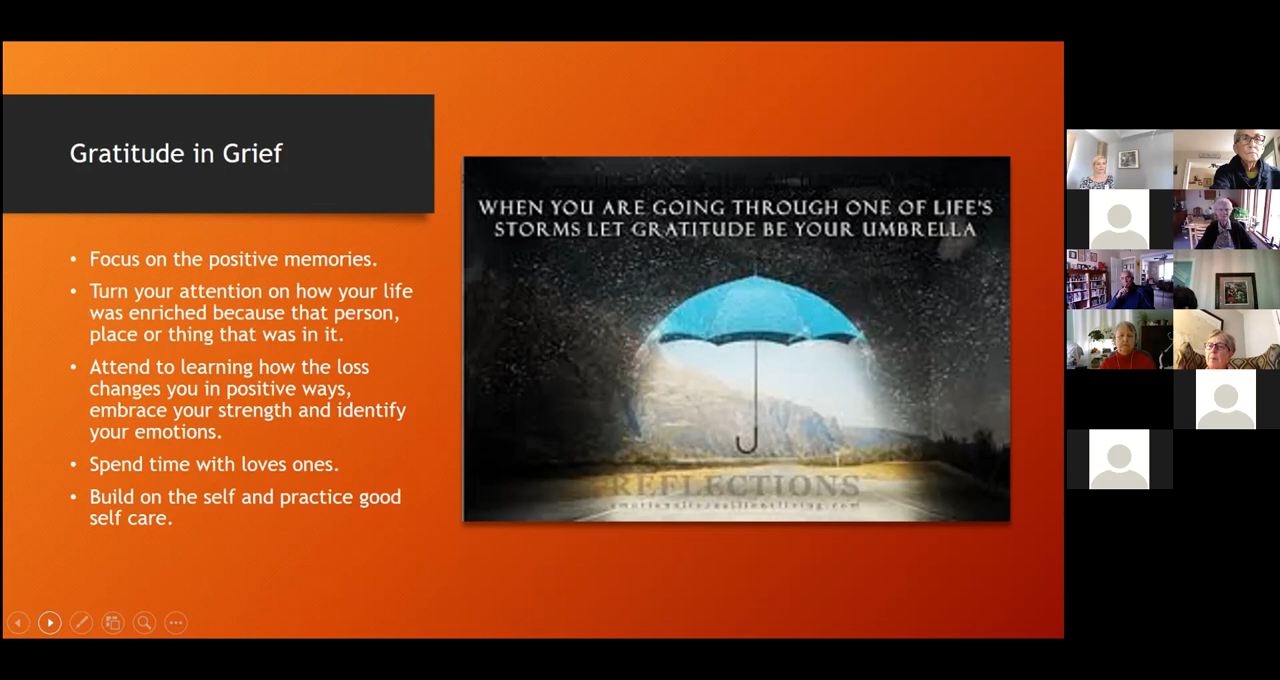 Gratitude in Grief
• Focus on the positive memories.
• Turn your attention on how your life
was enriched because that person,
place or thing that was in it.
• Attend to learning how the loss
changes you in positive ways,
embrace your strength and identify
your emotions.
• Spend time with loves ones.
• Build on the self and practice good
self care.
WHEN YOU ARE GOING THROUGH ONE OF LIFE'S
STORMS LET GRATITUDE BE YOUR UMBRELLA
REFLECTIONS